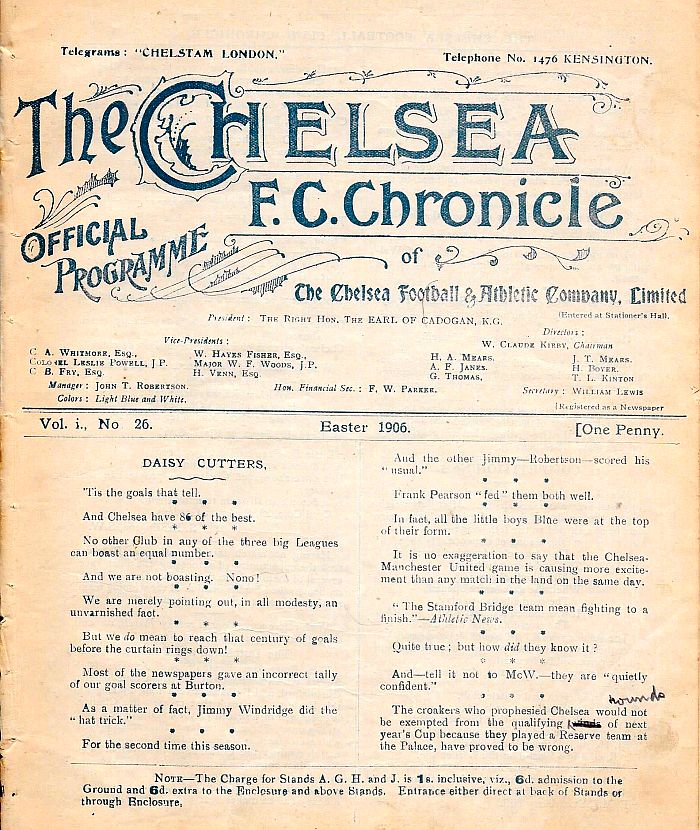 Telegrams: "CHELSTAM LONDON."
Telephone No. 1476 KENSINGTON.
The CHELSEA
F.C. Chronicle
OFFICIAL
PROGRAMME
of
The Chelsea Football & Athletic Company, Limited
President: THE RIGHT HON. THE EARL OF CADOGAN, K.G.
(Entered at Stationer's Hall.
Vice-Presidents:
C A. WHITMORE, ESQ.,
COLONEL LESLIE POWELL, J P.
C B. FRY, ESQ.
W. HAYES FISHER, ESQ.,
MAJOR W. F. WOODS, J.P.
H. VENN, ESQ.
Directors:
W. CLAUDE KIRBY, Chairman
H. A. MEARS.
A. F. JANES.
G. THOMAS,
J. T. MEARS.
H. BOYER.
T. L. KINTON
Manager: JOHN T. ROBERTSON.
Hon. Financial Sec.: F. W. PARKER.
Secretary: WILLIAM LEWIS
Colors: Light Blue and White.
[Registered as a Newspaper
Vol. i., No 26.
Easter 1906.
[One Penny.
DAISY CUTTERS,
'Tis the goals that tell.
* * *
And Chelsea have 86 of the best.
* * *
No other Club in any of the three big Leagues
can boast an equal number.
* * *
And we are not boasting. Nono!
* * *
We are merely pointing out, in all modesty, an
unvarnished fact.
* * *
But we do mean to reach that century of goals
before the curtain rings down!
* * *
Most of the newspapers gave an incorrect tally
of our goal scorers at Burton.
* * *
As a matter of fact, Jimmy Windridge did the
"hat trick."
* * *
For the second time this season.
And the other Jimmy—Robertson—scored his
"usual."
* * *
Frank Pearson "fed" them both well.
* * *
In fact, all the little boys Blue were at the top
of their form.
* * *
It is no exaggeration to say that the Chelsea-
Manchester United game is causing more excite-
ment than any match in the land on the same day.
* * *
"The Stamford Bridge team mean fighting to a
finish."—Athletic News.
* * *
Quite true; but how did they know it?
* * *
And—tell it not to McW.—they are "quietly
confident."
* * *
The croakers who prophesied Chelsea would not
rounds
be exempted from the qualifying of next
year's Cup because they played a Reserve team at
the Palace, have proved to be wrong.
NOTE—The Charge for Stands A. G. H. and J. is 1s. inclusive, viz., 6d. admission to the
Ground and 6d. extra to the Enclosure and above Stands. Entrance either direct at back of Stands or
through Enclosure.